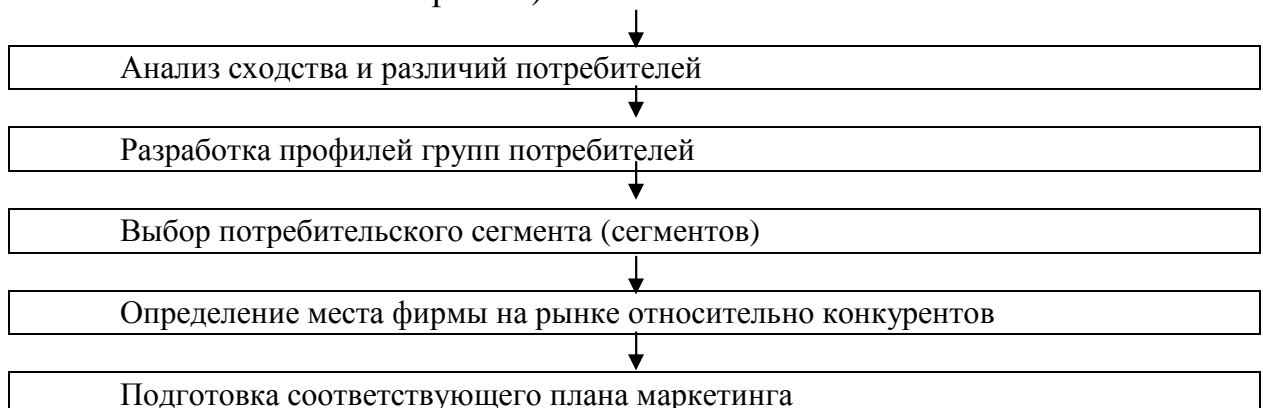 Анализ сходства и различий потребителей
Разработка профилей групп потребителей
Выбор потребительского сегмента (сегментов)
Определение места фирмы на рынке относительно конкурентов
Подготовка соответствующего плана маркетинга